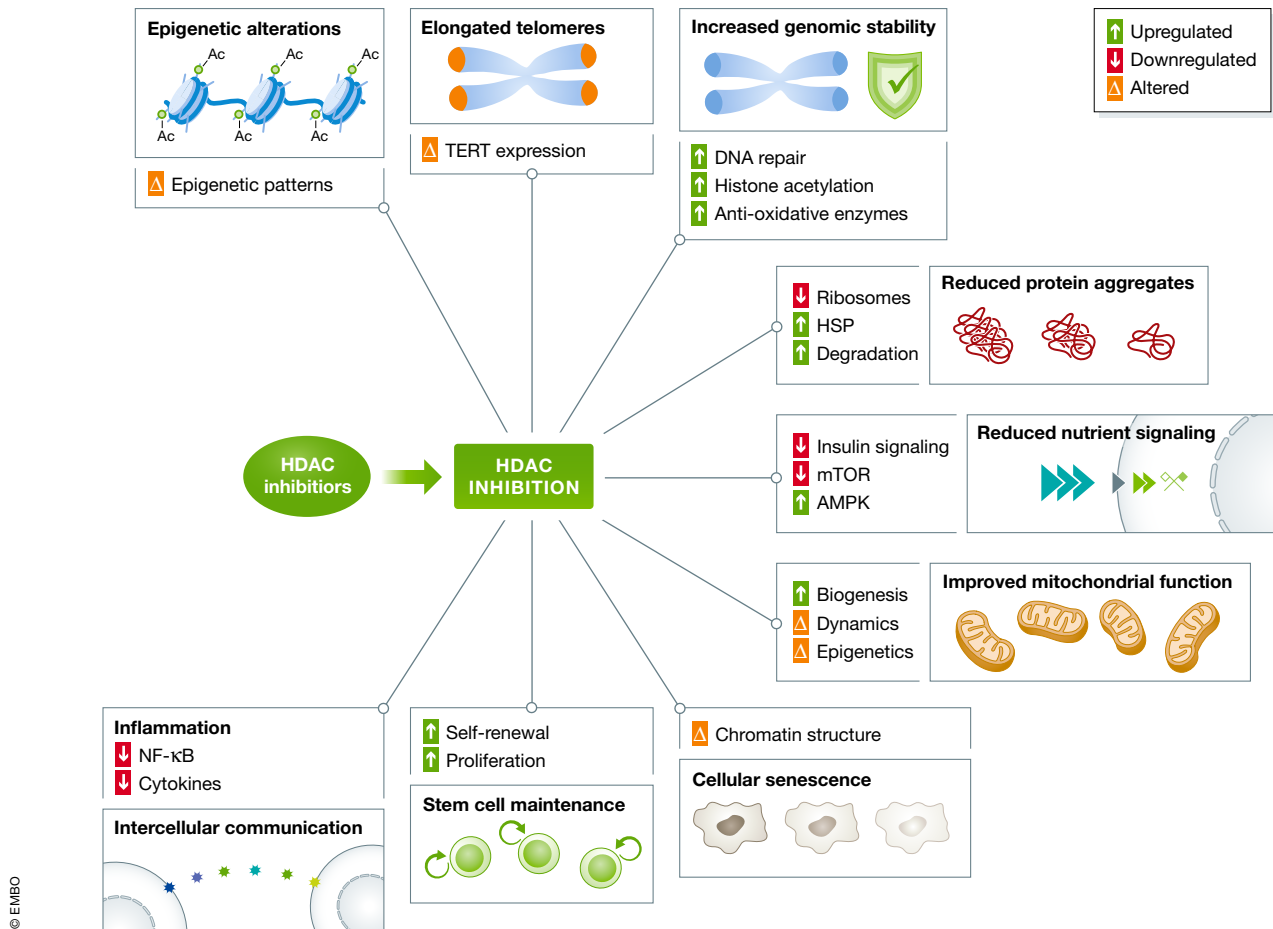 Epigenetic alterations
Ac
Ac
Ac
Ac
Ac
Ac
Δ Epigenetic patterns
Elongated telomeres
Δ TERT expression
Increased genomic stability
↑ DNA repair
↑ Histone acetylation
↑ Anti-oxidative enzymes
↑ Upregulated
↓ Downregulated
Δ Altered
↓ Ribosomes
↑ HSP
↑ Degradation
Reduced protein aggregates
HDAC
inhibitiors
HDAC
INHIBITION
↓ Insulin signaling
↓ mTOR
↑ AMPK
Reduced nutrient signaling
↑ Biogenesis
Δ Dynamics
Δ Epigenetics
Improved mitochondrial function
Inflammation
↓ NF-κB
↓ Cytokines
Intercellular communication
↑ Self-renewal
↑ Proliferation
Stem cell maintenance
Δ Chromatin structure
Cellular senescence
© EMBO